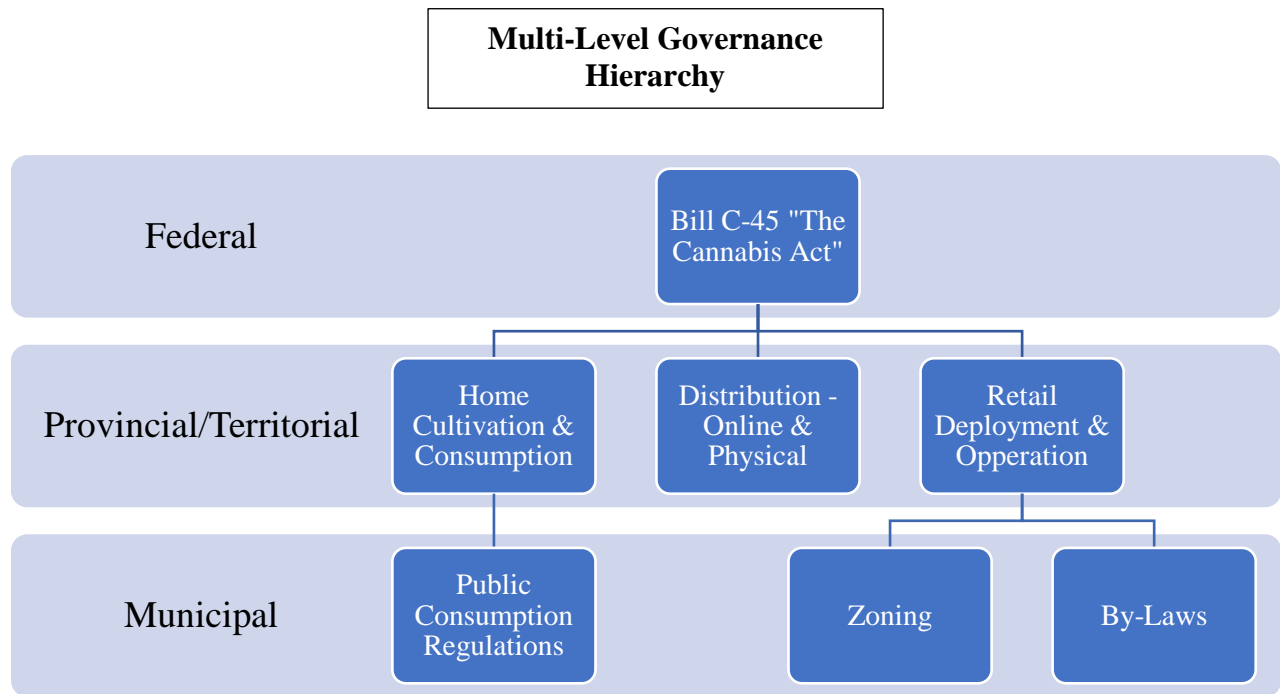 Multi-Level Governance
Hierarchy
Federal
Bill C-45 "The
Cannabis Act"
Provincial/Territorial
Home
Cultivation &
Consumption
Distribution -
Online &
Physical
Retail
Deployment &
Opperation
Municipal
Public
Consumption
Regulations
Zoning
By-Laws